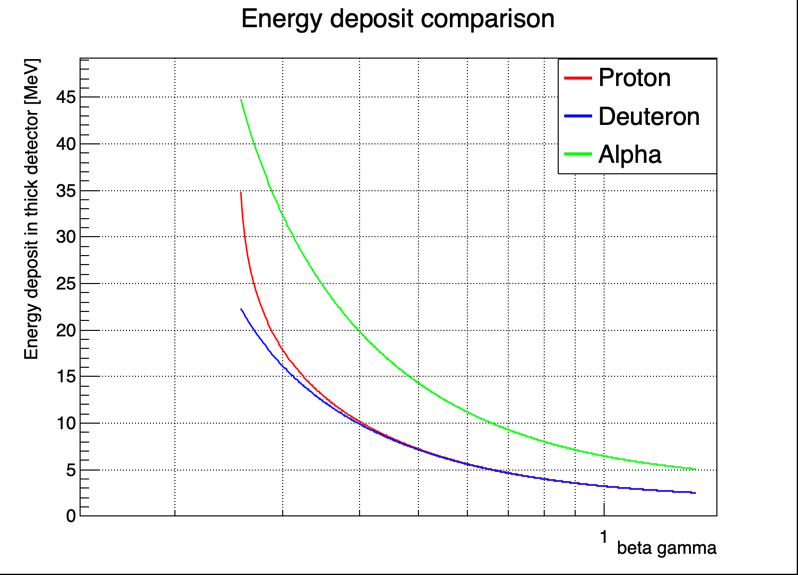 Energy deposit comparison
Energy deposit in thick detector [MeV]
Proton
Deuteron
Alpha
45
40
35
30
25
20
15
10
5
0
1
beta gamma